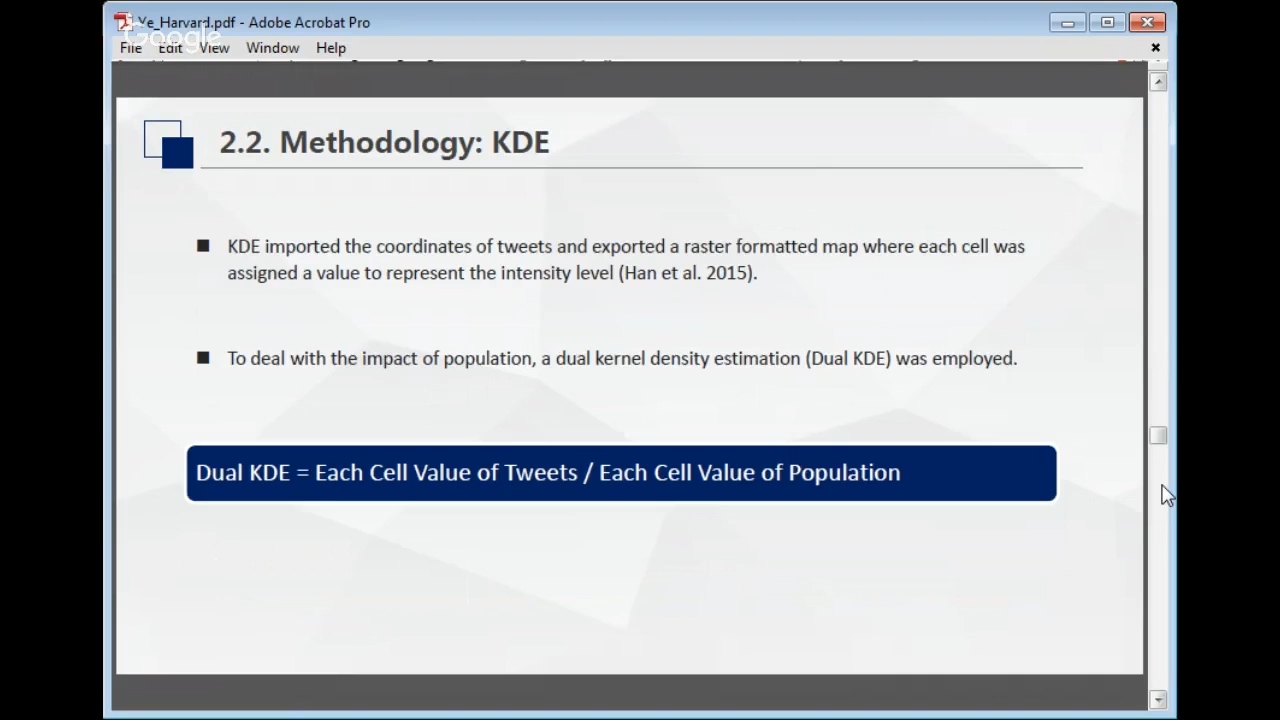 Ye_Harvard.pdf - Adobe Acrobat Pro
Google
File Edit View Window Help
2.2. Methodology: KDE
KDE imported the coordinates of tweets and exported a raster formatted map where each cell was
assigned a value to represent the intensity level (Han et al. 2015).
To deal with the impact of population, a dual kernel density estimation (Dual KDE) was employed.
Dual KDE = Each Cell Value of Tweets / Each Cell Value of Population